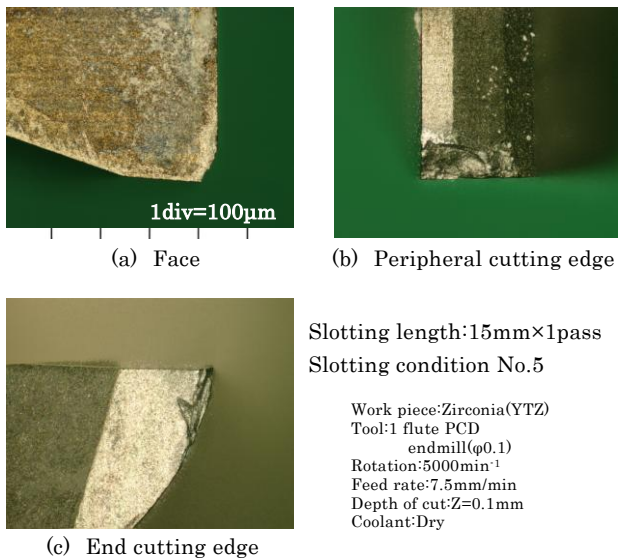 1div=100μm
(a) Face
(b) Peripheral cutting edge
Slotting length:15mm×1pass
Slotting condition No.5
Work piece:Zirconia(YTZ)
Tool:1 flute PCD
endmill(φ0.1)
Rotation:5000min⁻¹
Feed rate:7.5mm/min
Depth of cut:Z=0.1mm
Coolant:Dry
(c) End cutting edge